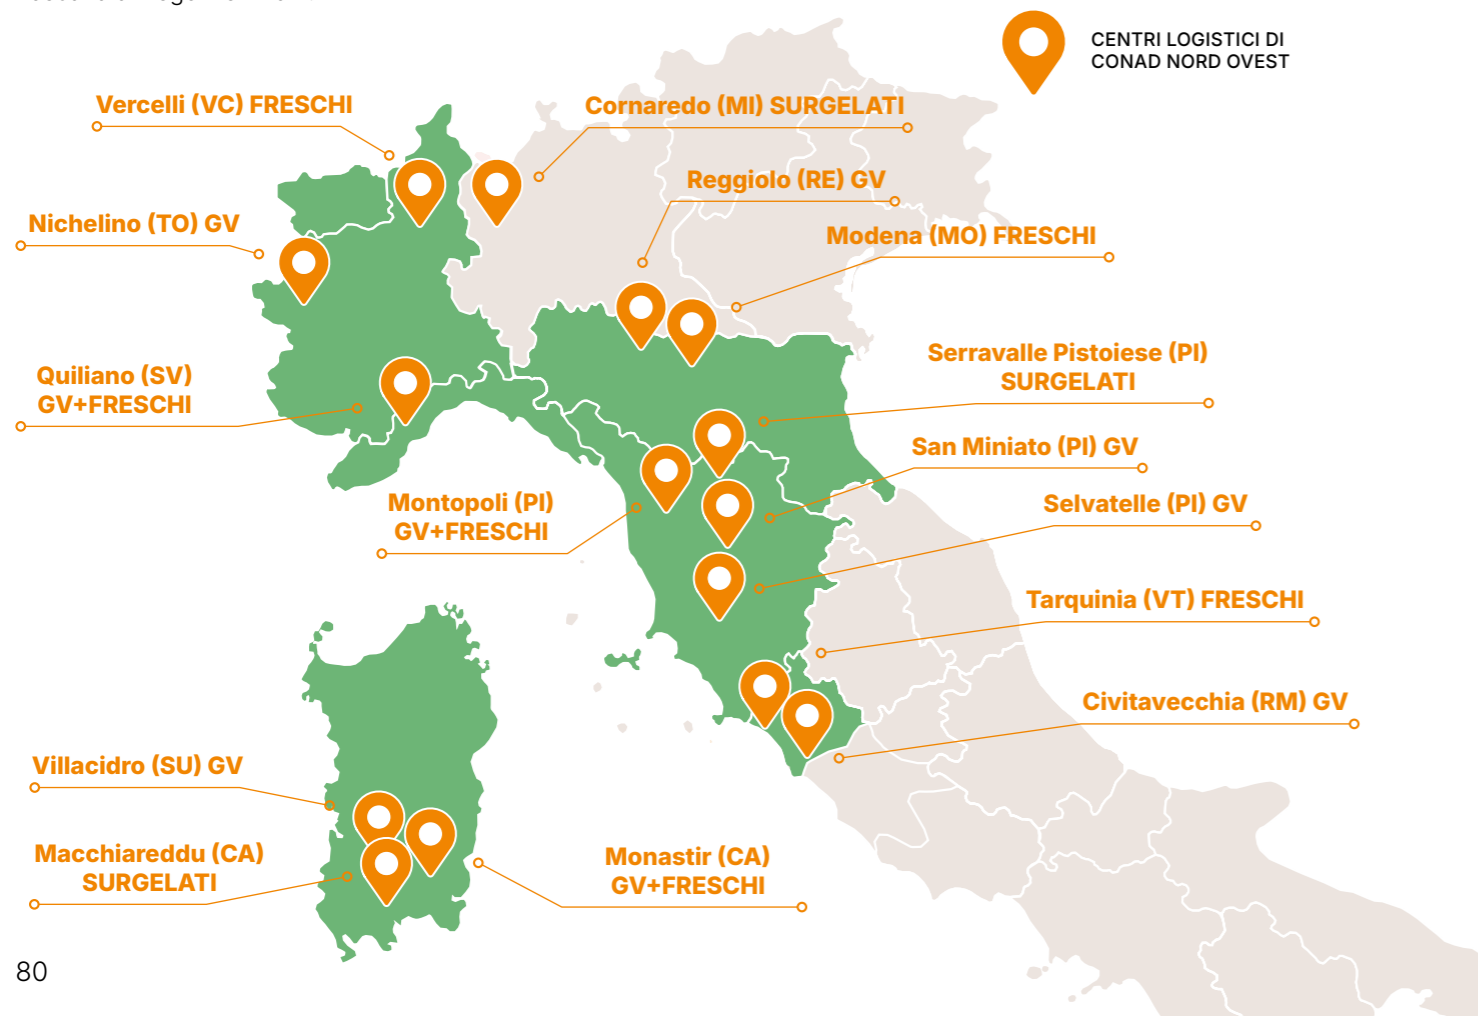 CENTRI LOGISTICI DI
CONAD NORD OVEST
Vercelli (VC) FRESCHI
Cornaredo (MI) SURGELATI
Reggiolo (RE) GV
Nichelino (TO) GV
Modena (MO) FRESCHI
Serravalle Pistoiese (PI)
SURGELATI
Quiliano (SV)
GV+FRESCHI
San Miniato (PI) GV
Montopoli (PI)
GV+FRESCHI
Selvatelle (PI) GV
Tarquinia (VT) FRESCHI
Civitavecchia (RM) GV
Villacidro (SU) GV
Macchiareddu (CA)
SURGELATI
Monastir (CA)
GV+FRESCHI
80